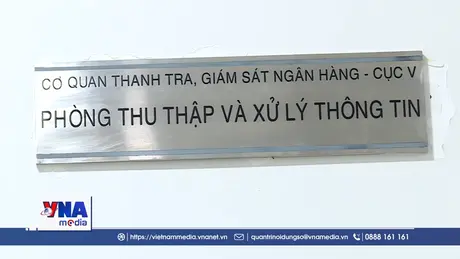 CƠ QUAN THANH TRA, GIÁM SÁT NGÂN HÀNG - CỤC V
PHÒNG THU THẬP VÀ XỬ LÝ THÔNG TIN
VNA
media
https://vietnammedia.vnanet.vn/
quantrinoidungso@vnamedia.vn
0888 161 161